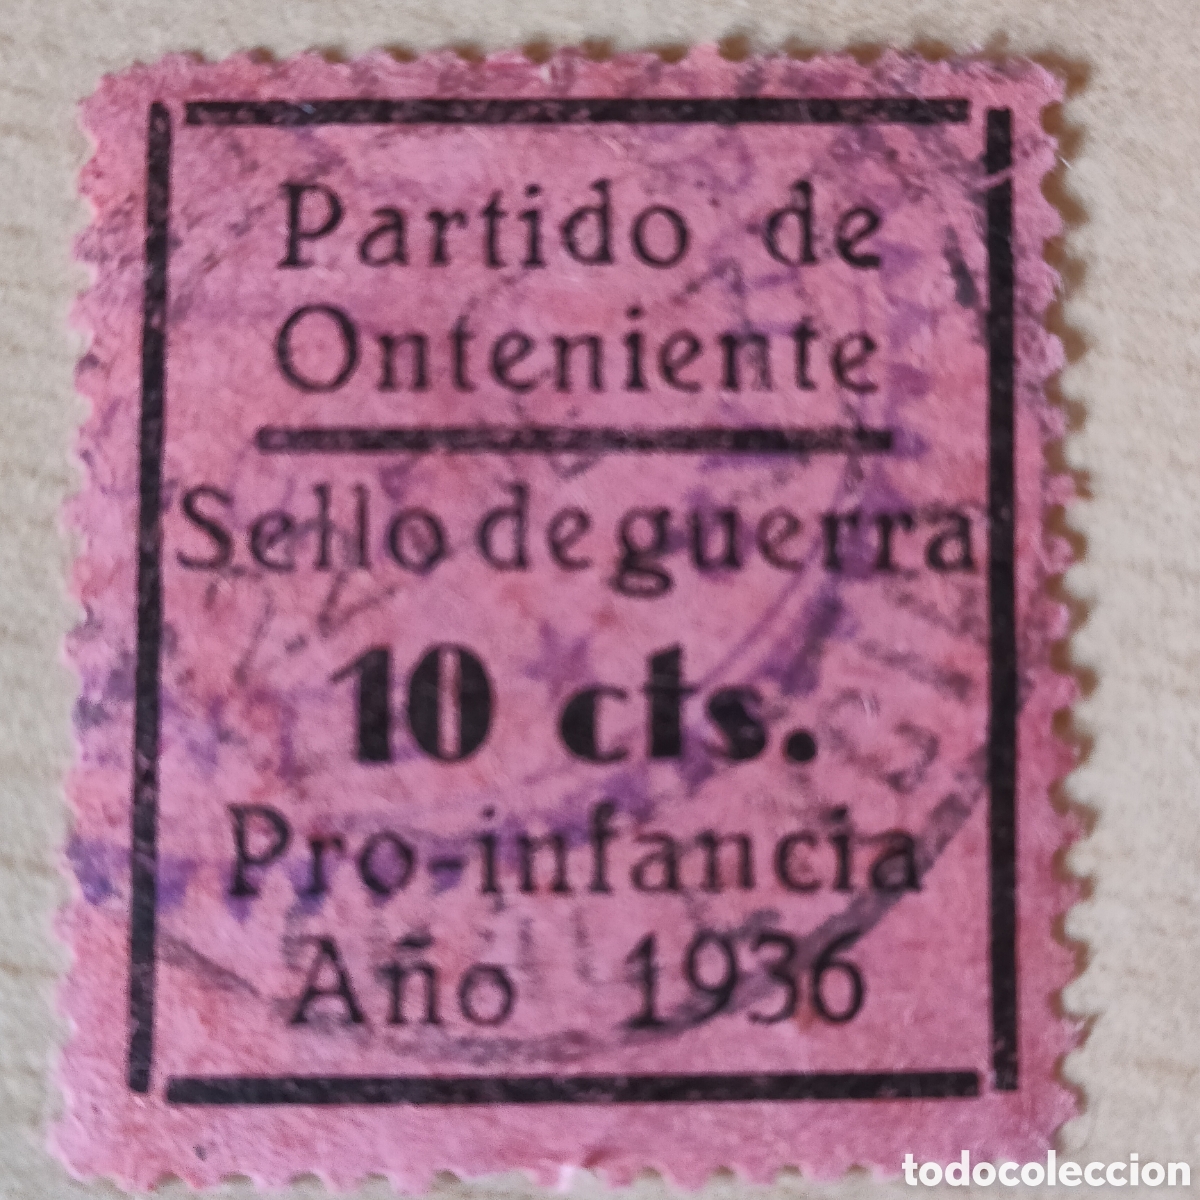 Partido de
Onteniente
Sello de guerra
10 cts.
Pro-infancia
Año 1936
todocoleccion